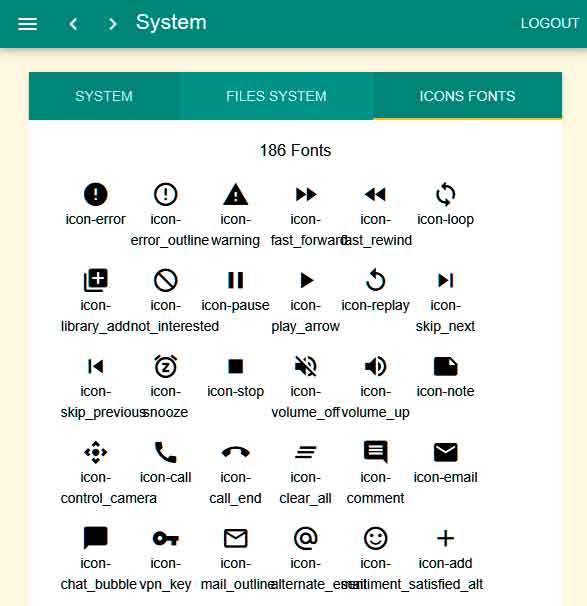 System
LOGOUT
SYSTEM
FILES SYSTEM
ICONS FONTS
186 Fonts
icon-error
icon-error_outline
icon-warning
icon-fast_forward
icon-fast_rewind
icon-loop
icon-library_add
icon-not_interested
icon-pause
icon-play_arrow
icon-replay
icon-skip_next
icon-skip_previous
icon-snooze
icon-stop
icon-volume_off
icon-volume_up
icon-note
icon-control_camera
icon-call
icon-call_end
icon-clear_all
icon-comment
icon-email
icon-chat_bubble
icon-vpn_key
icon-mail_outline
icon-alternate_email
icon-sentiment_satisfied_alt
icon-add